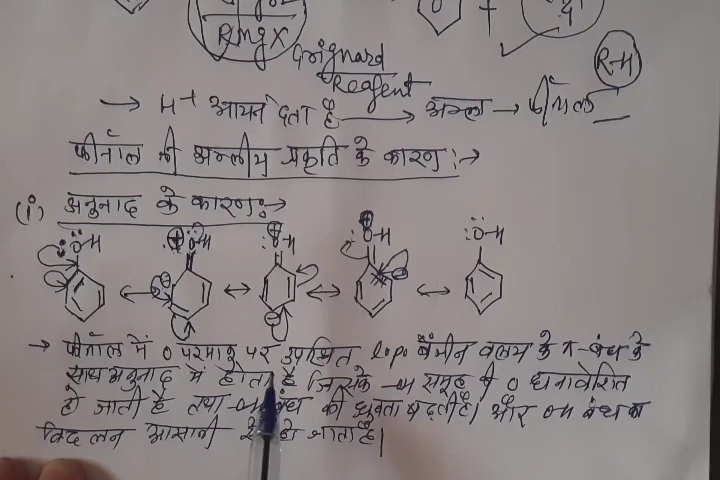 RMgX
Grignard
Reagent
R-H
→ H⁺ आयन देता है → अम्ल → फीनॉल
फीनॉल की अम्लीय प्रकृति के कारण :→
(i) अनुनाद के कारण :→
:Ö-H ⊕ Ö-H :O-H ⊕ :O-H :Ö-H
→ फीनॉल में O परमाणु पर उपस्थित l.p. बेंजीन वलय के π-बंध के
साथ अनुनाद में होता है जिसके -OH समूह की O धनावेशित
हो जाती है तथा -OH बंध की ध्रुवता बढ़ती है। और OH बंध का
विदलन आसानी से हो जाता है।